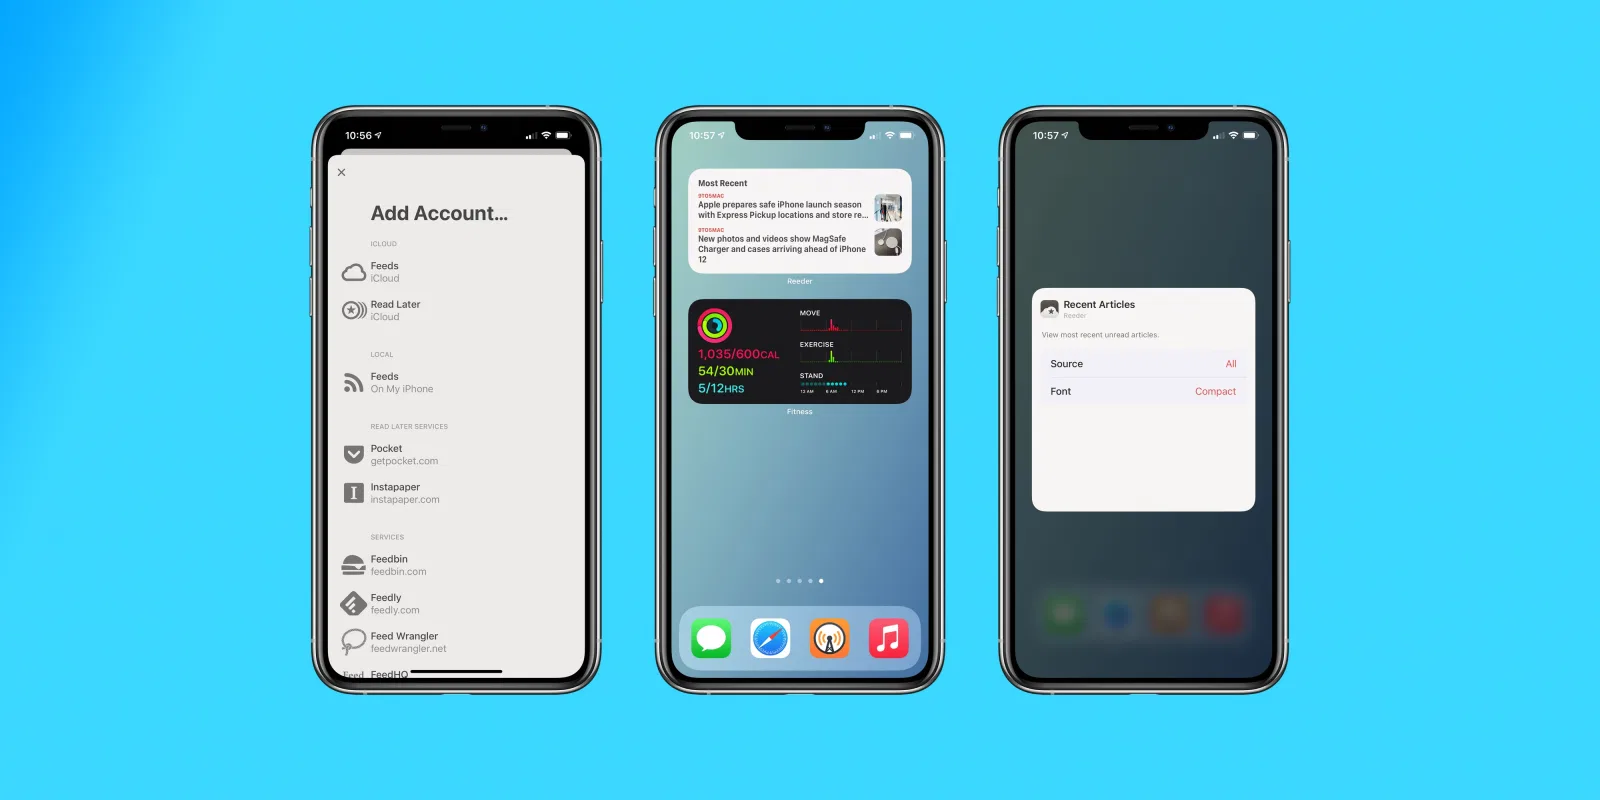 10:56
Add Account...
ICLOUD
Feeds
iCloud
Read Later
iCloud
LOCAL
Feeds
On My iPhone
READ LATER SERVICES
Pocket
getpocket.com
I
Instapaper
instapaper.com
SERVICES
Feedbin
feedbin.com
Feedly
feedly.com
Feed Wrangler
feedwrangler.net
Feed
FeedHQ
10:57
Most Recent
9TO5MAC
Apple prepares safe iPhone launch season
with Express Pickup locations and store re...
9TO5MAC
New photos and videos show MagSafe
Charger and cases arriving ahead of iPhone
12
Reeder
1,035/600CAL
54/30MIN
5/12HRS
MOVE
EXERCISE
STAND
12 AM 6 AM 12 PM 6 PM
Fitness
10:57
Recent Articles
Reeder
View most recent unread articles.
Source All
Font Compact